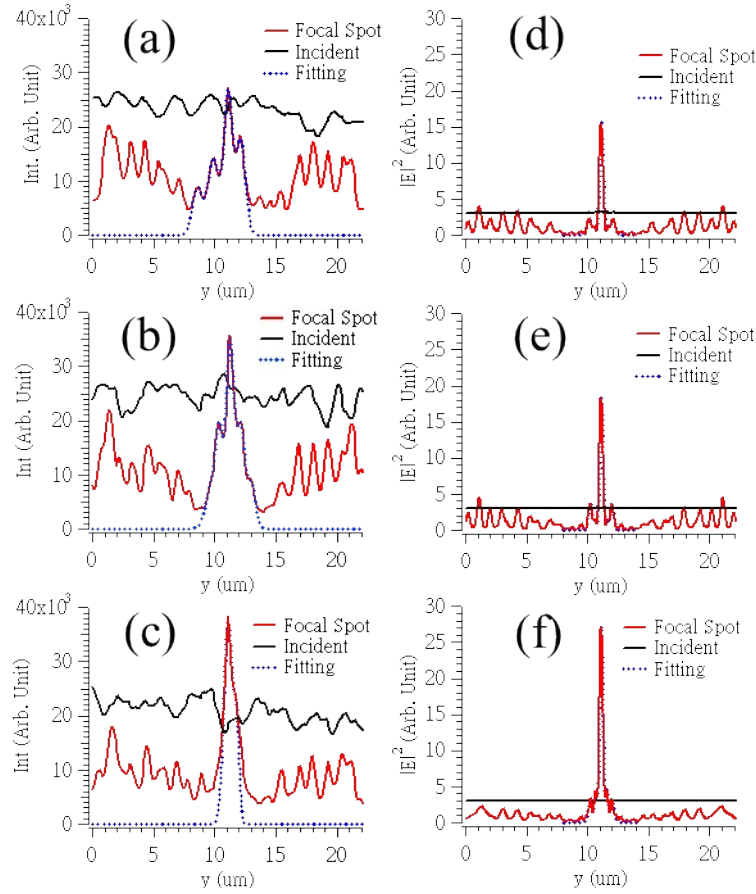 40x10³
(a)
Focal Spot
Incident
Fitting
30
20
10
0
Int. (Arb. Unit)
0 5 10 15 20
y (um)
30
(d)
Focal Spot
Incident
Fitting
25
20
15
10
5
0
|E|² (Arb. Unit)
0 5 10 15 20
y (um)
40x10³
(b)
Focal Spot
Incident
Fitting
30
20
10
0
Int (Arb. Unit)
0 5 10 15 20
y (um)
30
(e)
Focal Spot
Incident
Fitting
25
20
15
10
5
0
|E|² (Arb. Unit)
0 5 10 15 20
y (um)
40x10³
(c)
Focal Spot
Incident
Fitting
30
20
10
0
Int (Arb. Unit)
0 5 10 15 20
y (um)
30
(f)
Focal Spot
Incident
Fitting
25
20
15
10
5
0
|E|² (Arb. Unit)
0 5 10 15 20
y (um)